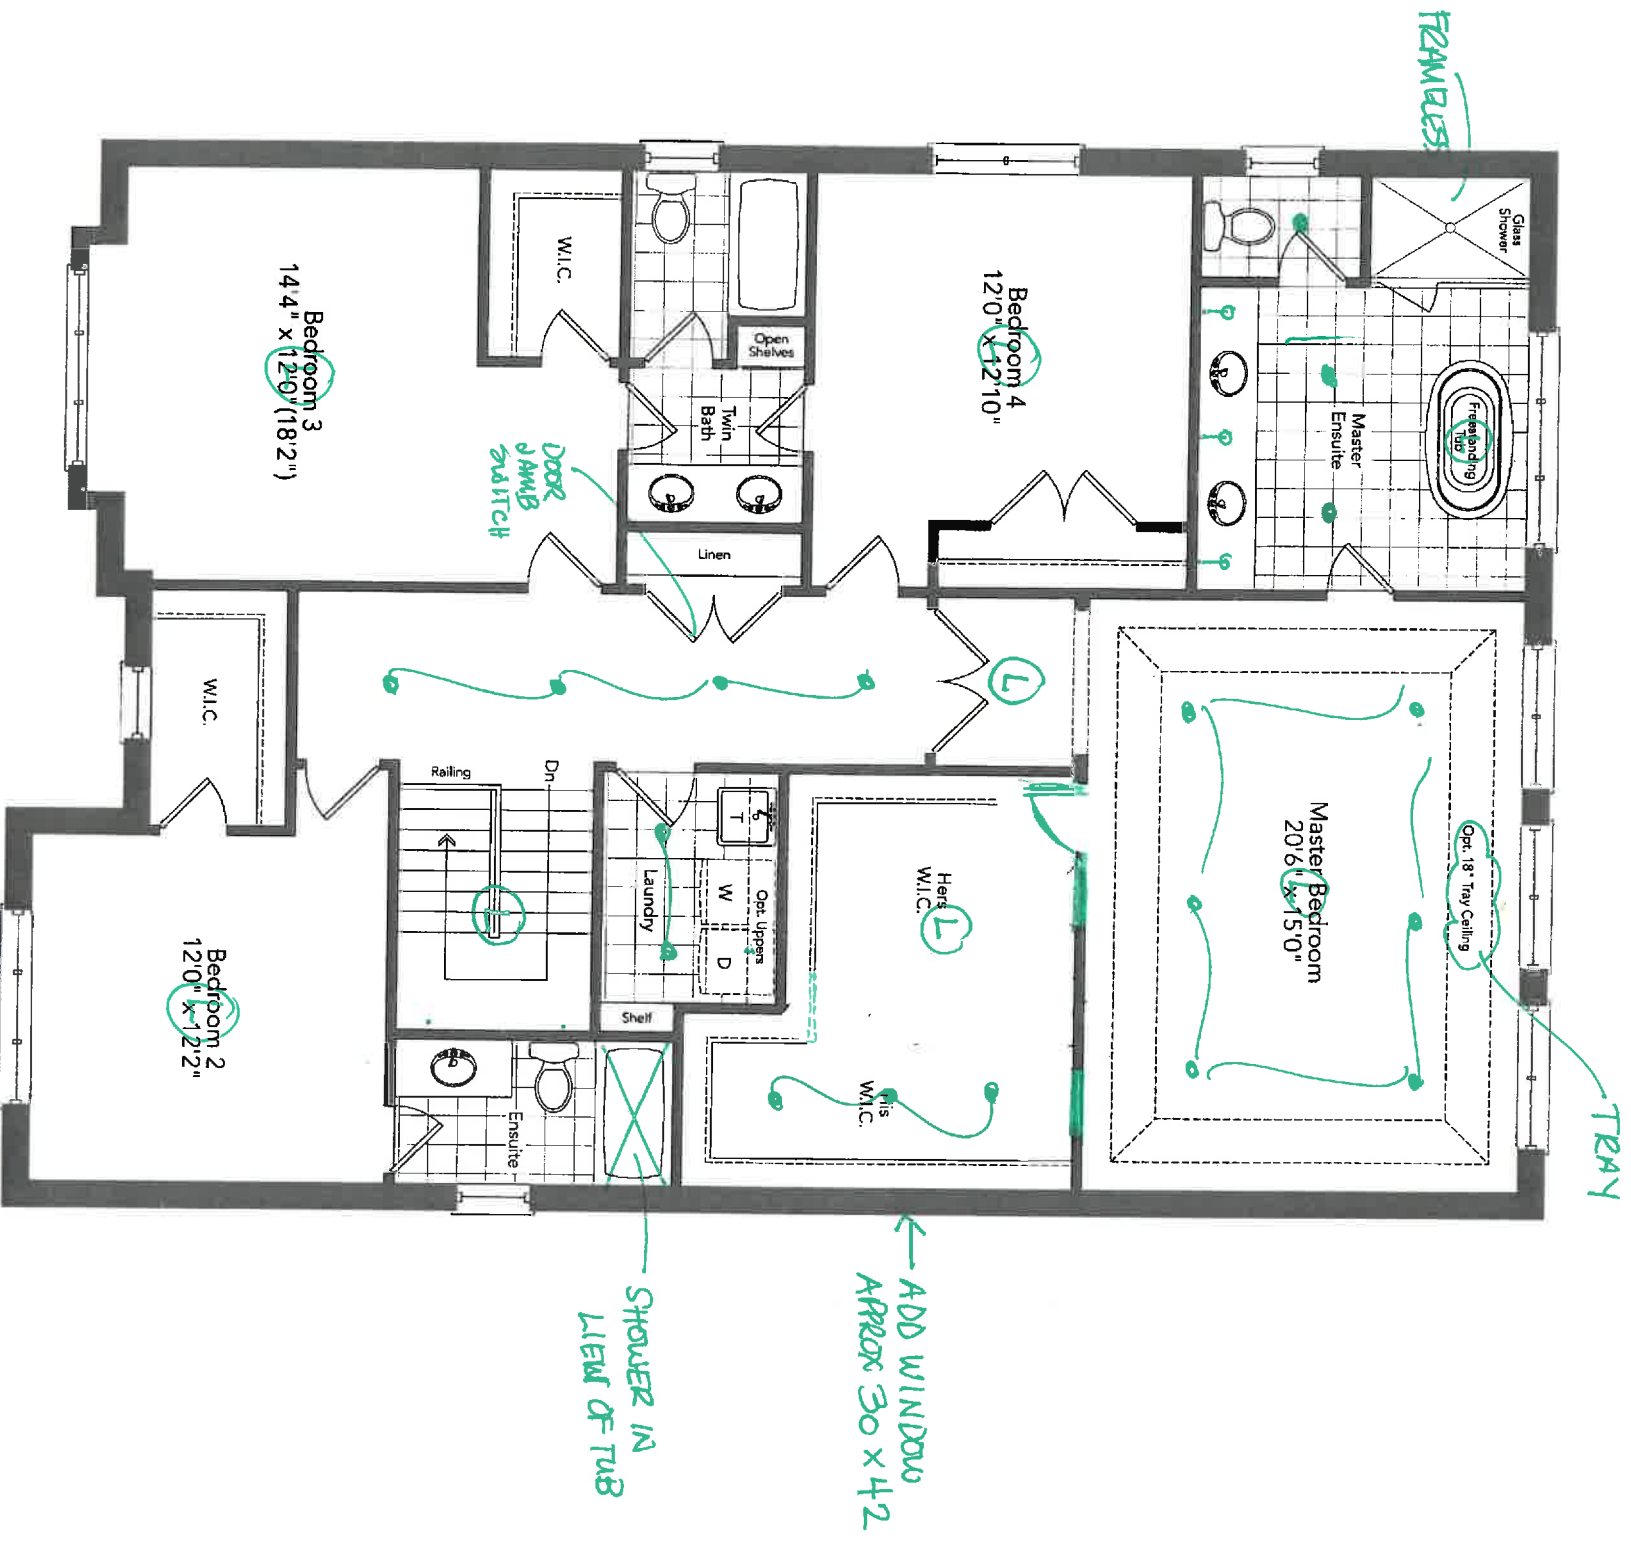 FRAMELESS
Glass
Shower
Freestanding
Tub
L
Master
Ensuite
Bedroom 4
12'0" x 12'10"
L
Open
Shelves
Twin
Bath
W.I.C.
Bedroom 3
14'4" x 12'0" (18'2")
L
DOOR
JAMB
SWITCH
Linen
L
W.I.C.
Railing
Dn
L
T
W
D
Opt. Uppers
Laundry
Shelf
Hers
W.I.C.
L
His
W.I.C.
Opt. 18" Tray Ceiling
TRAY
Master Bedroom
20'6" x 15'0"
L
Bedroom 2
12'0" x 12'2"
L
Ensuite
SHOWER IN
LIEW OF TUB
ADD WINDOW
APPROX 30 x 42